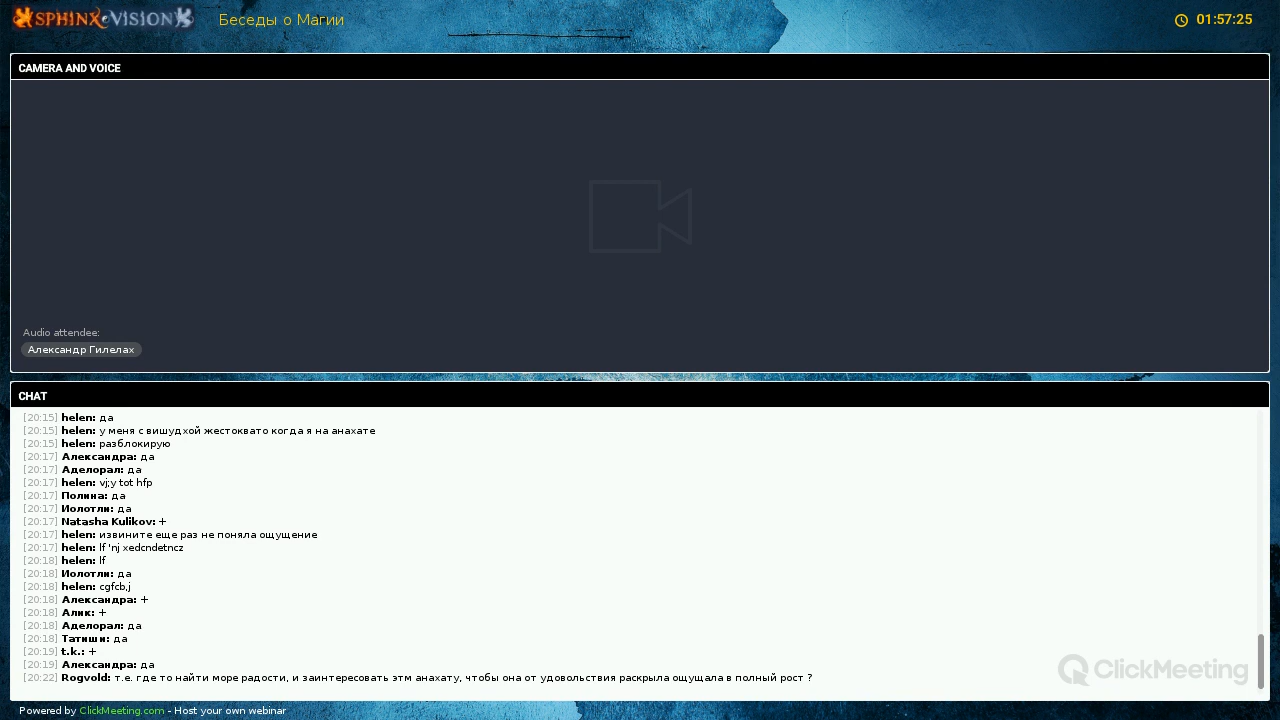 SPHINX VISION
Беседы о Магии
01:57:25
CAMERA AND VOICE
Audio attendee:
Александр Гилелах
CHAT
[20:15] helen: да
[20:15] helen: у меня с вишудхой жестоквато когда я на анахате
[20:15] helen: разблокирую
[20:17] Александра: да
[20:17] Аделорал: да
[20:17] helen: vj;y tot hfp
[20:17] Полина: да
[20:17] Иолотли: да
[20:17] Natasha Kulikov: +
[20:17] helen: извините еще раз не поняла ощущение
[20:17] helen: lf 'nj xedcndetncz
[20:18] helen: lf
[20:18] Иолотли: да
[20:18] helen: cgfcb,j
[20:18] Александра: +
[20:18] Алик: +
[20:18] Аделорал: да
[20:18] Татиши: да
[20:19] t.k.: +
[20:19] Александра: да
[20:22] Rogvold: т.е. где то найти море радости, и заинтересовать этм анахату, чтобы она от удовольствия раскрыла ощущала в полный рост ?
ClickMeeting
Powered by ClickMeeting.com - Host your own webinar